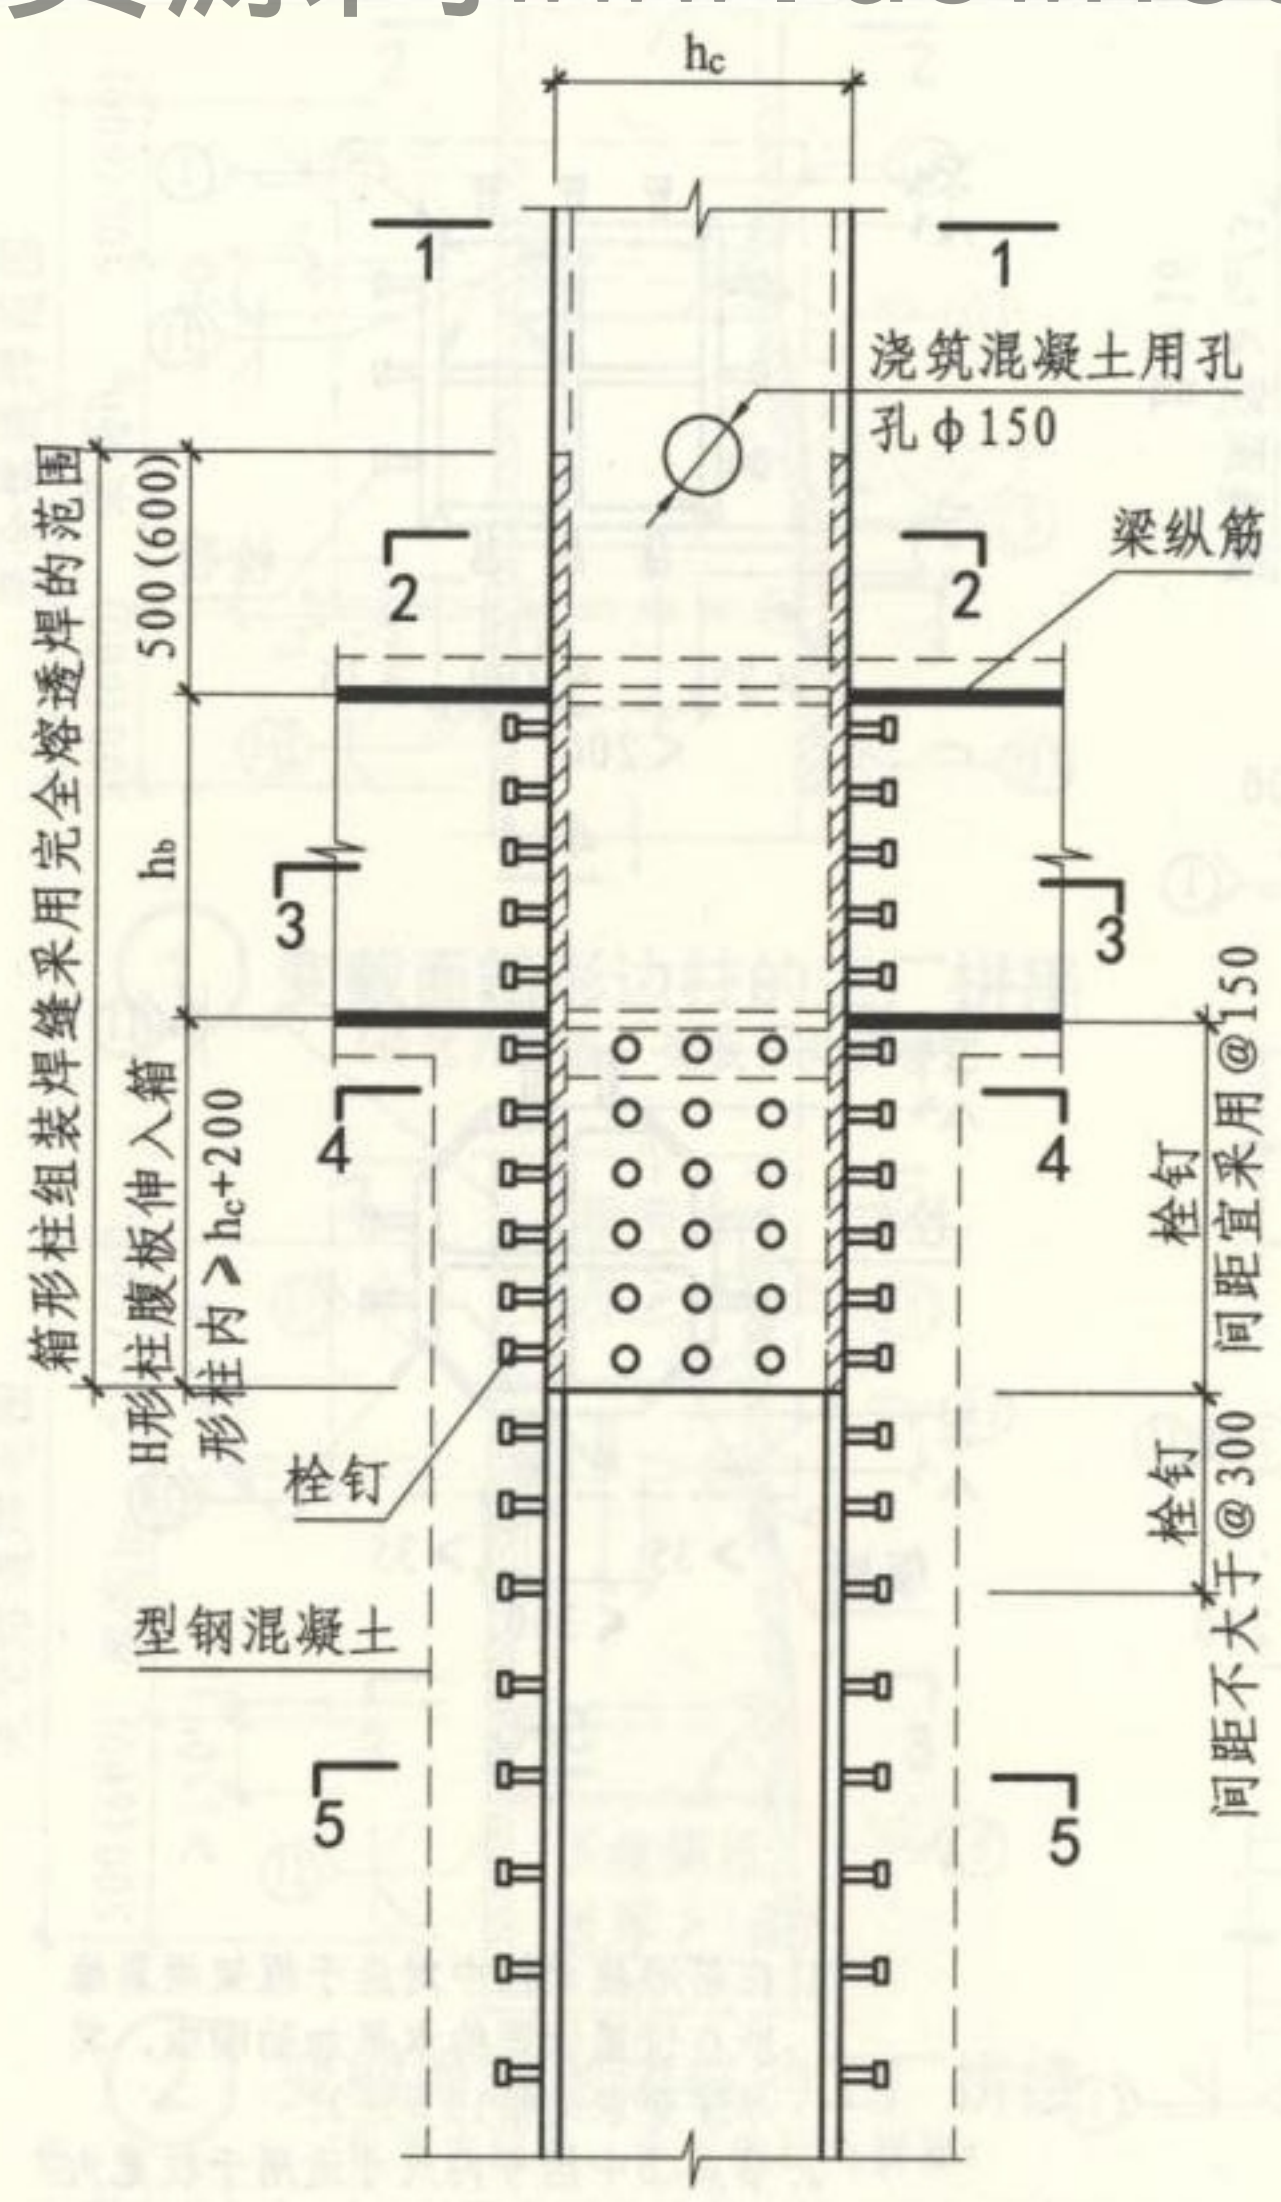 hc
1
1
浇筑混凝土用孔
孔ф150
梁纵筋
2
2
箱形柱组装焊缝采用完全熔透焊的范围
500(600)
hb
3
3
H形柱腹板伸入箱
形柱内⩾hc+200
4
4
栓钉
间距宜采用@150
栓钉
间距不大于@300
栓钉
型钢混凝土
5
5